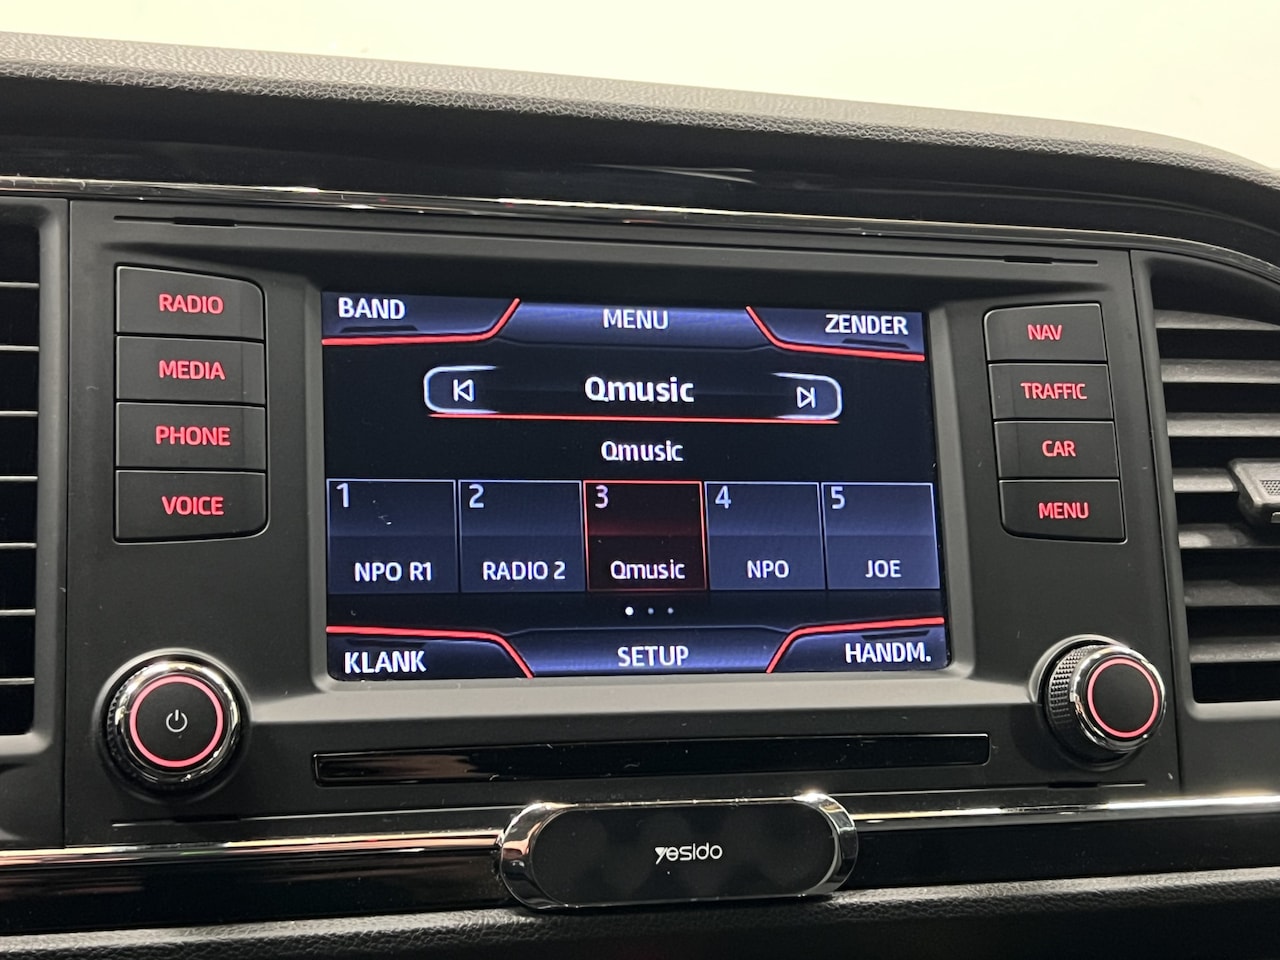 RADIO
MEDIA
PHONE
VOICE
BAND
MENU
ZENDER
Qmusic
Qmusic
1
2
3
4
5
NPO R1
RADIO 2
Qmusic
NPO
JOE
KLANK
SETUP
HANDM.
NAV
TRAFFIC
CAR
MENU
yesido